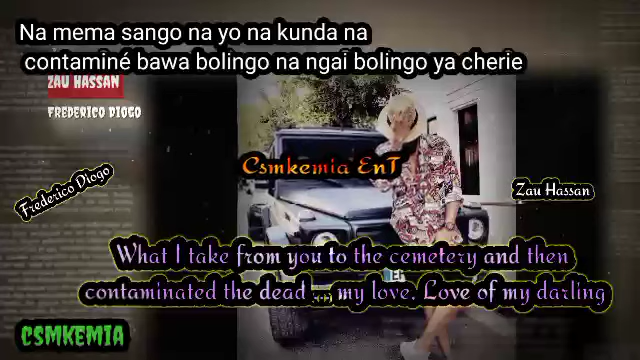 Na mema sango na yo na kunda na
contaminé bawa bolingo na ngai bolingo ya cherie
ZAU HASSAN
FREDERICO DIOGO
Csmkemia EnT
Frederico Diogo
Zau Hassan
What I take from you to the cemetery and then
contaminated the dead ... my love. Love of my darling
CSMKEMIA